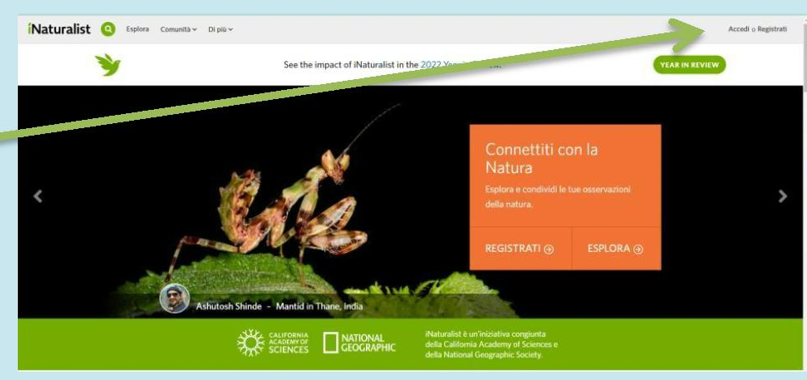 iNaturalist Esplora Comunità Di più Accedi o Registrati
See the impact of iNaturalist in the 2022 YEAR IN REVIEW
Connettiti con la
Natura
Esplora e condividi le tue osservazioni
della natura.
REGISTRATI ESPLORA
Ashutosh Shinde - Mantid in Thane, India
CALIFORNIA
ACADEMY OF
SCIENCES
NATIONAL
GEOGRAPHIC
iNaturalist è un'iniziativa congiunta
della California Academy of Sciences e
della National Geographic Society.